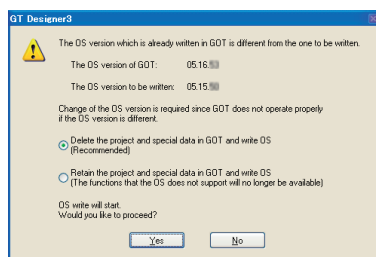 GT Designer3
The OS version which is already written in GOT is different from the one to be written.
The OS version of GOT: 05.16.
The OS version to be written: 05.15.
Change of the OS version is required since GOT does not operate properly
if the OS version is different.
Delete the project and special data in GOT and write OS
(Recommended)
Retain the project and special data in GOT and write OS
(The functions that the OS does not support will no longer be available)
OS write will start.
Would you like to proceed?
Yes No